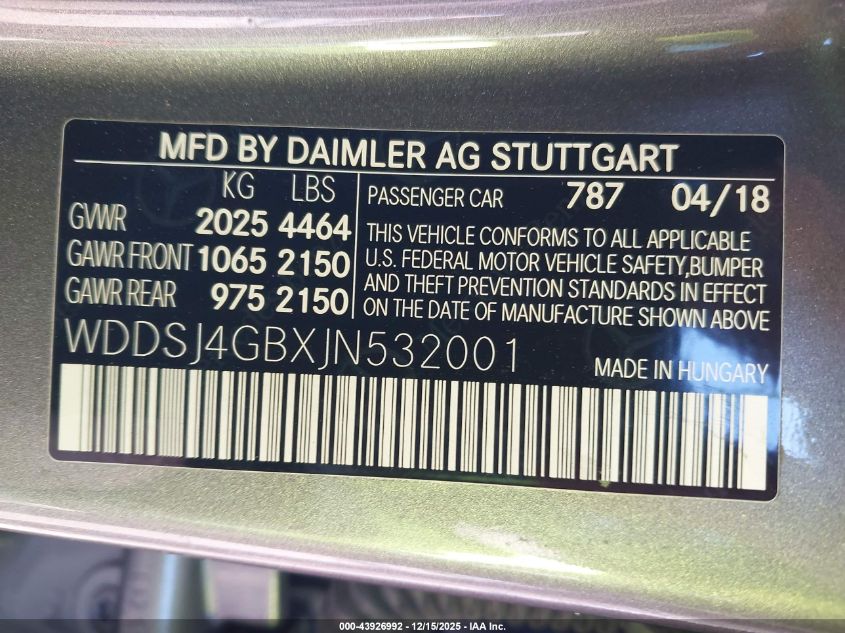 MFD BY DAIMLER AG STUTTGART
KG LBS
GVWR 2025 4464
GAWR FRONT 1065 2150
GAWR REAR 975 2150
PASSENGER CAR 787 04/18
THIS VEHICLE CONFORMS TO ALL APPLICABLE
U.S. FEDERAL MOTOR VEHICLE SAFETY,BUMPER
AND THEFT PREVENTION STANDARDS IN EFFECT
ON THE DATE OF MANUFACTURE SHOWN ABOVE
WDDSJ4GBXJN532001
MADE IN HUNGARY
000-43926992 - 12/15/2025 - IAA Inc.